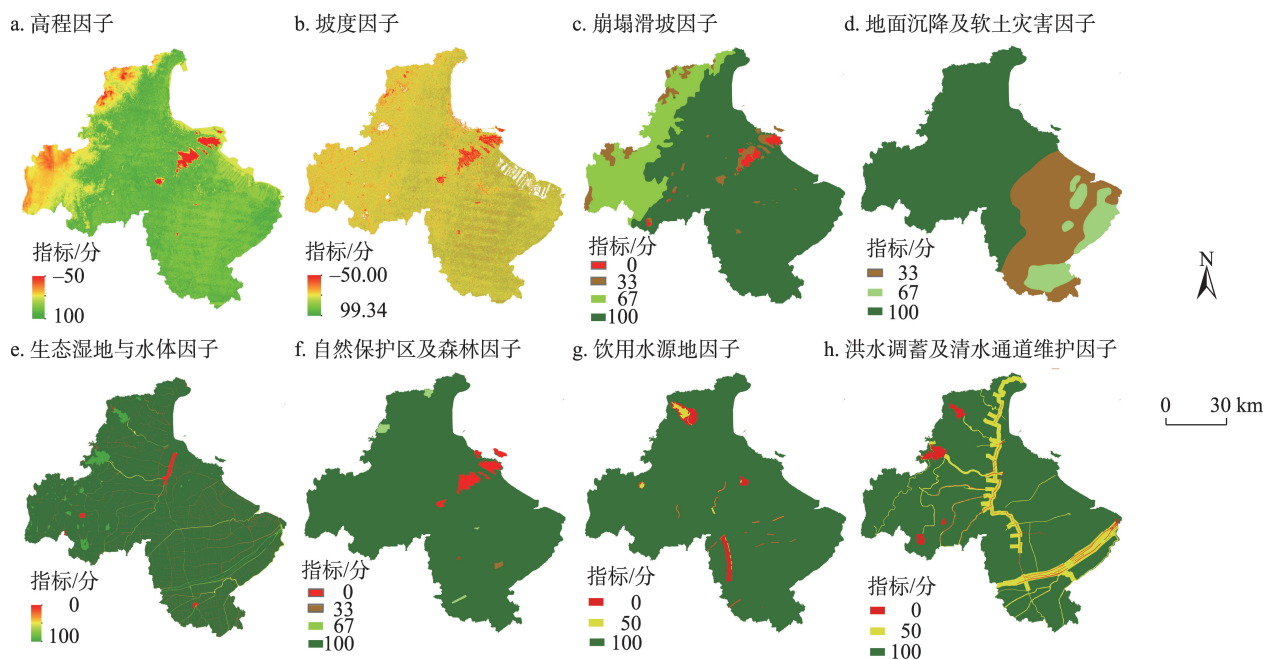 a. 高程因子
b. 坡度因子
c. 崩塌滑坡因子
d. 地面沉降及软土灾害因子
指标/分
−50
100
指标/分
−50.00
99.34
指标/分
0
33
67
100
指标/分
33
67
100
N
e. 生态湿地与水体因子
f. 自然保护区及森林因子
g. 饮用水源地因子
h. 洪水调蓄及清水通道维护因子
指标/分
0
100
指标/分
0
33
67
100
指标/分
0
50
100
指标/分
0
50
100
0 30 km